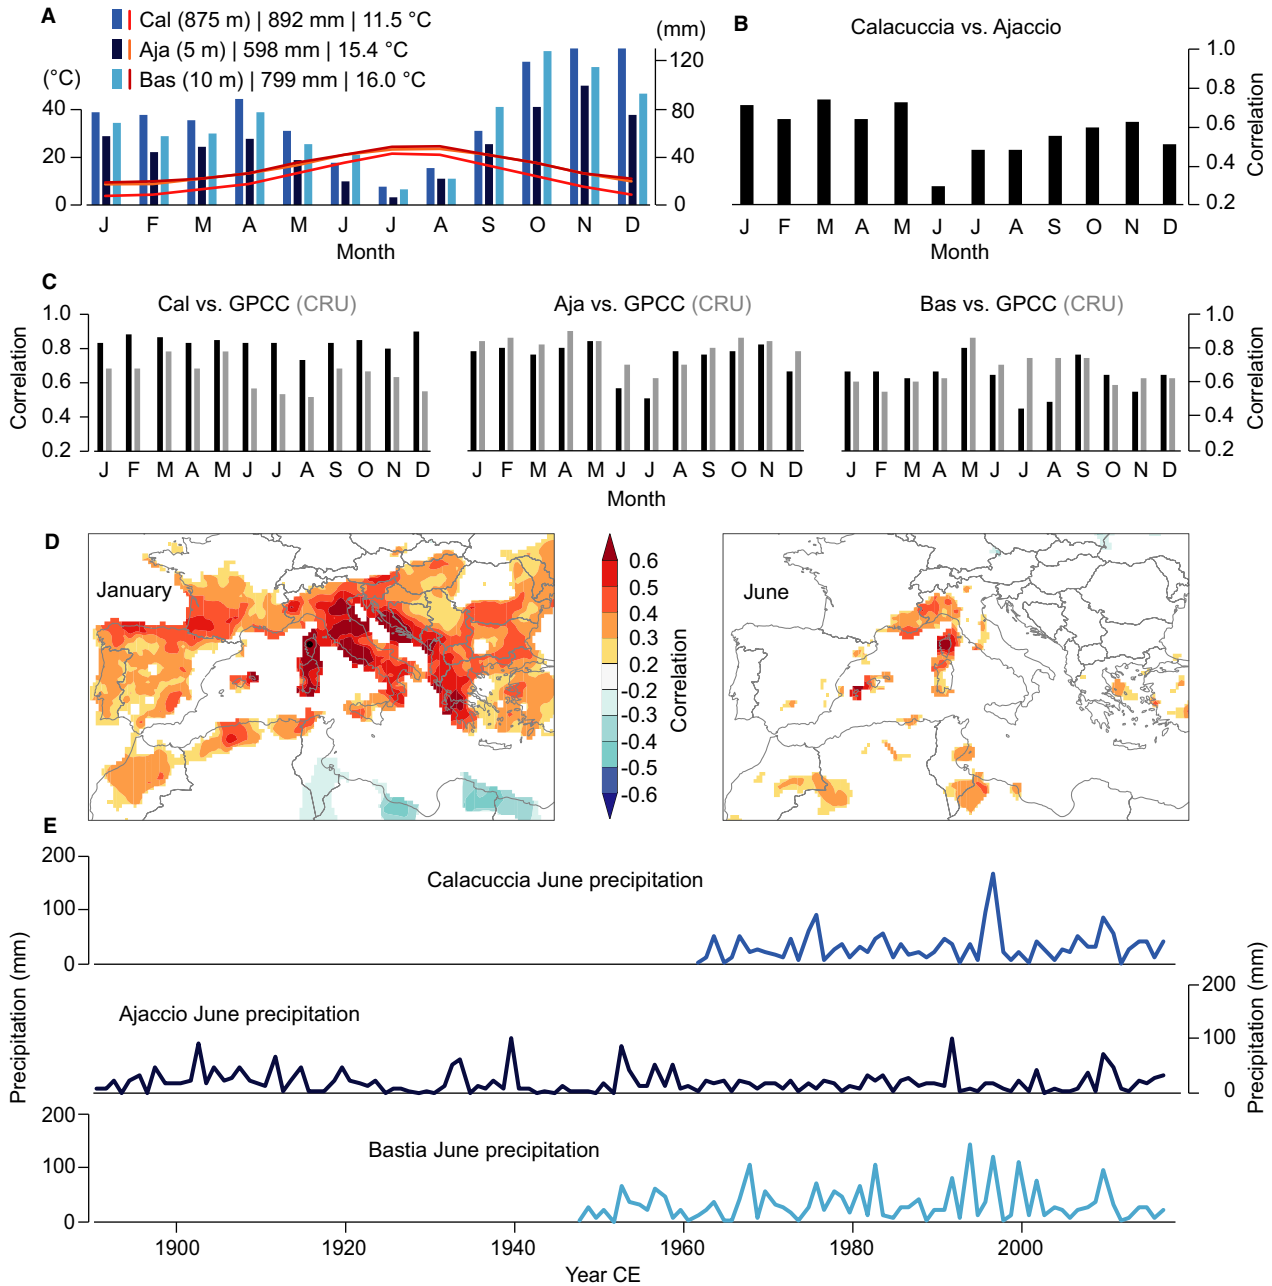 A
Cal (875 m) | 892 mm | 11.5 °C
Aja (5 m) | 598 mm | 15.4 °C
Bas (10 m) | 799 mm | 16.0 °C
(°C)
(mm)
40
20
0
120
80
40
0
J F M A M J J A S O N D
Month
B
Calacuccia vs. Ajaccio
1.0
0.8
0.6
0.4
0.2
Correlation
J F M A M J J A S O N D
Month
C
Cal vs. GPCC (CRU)
Aja vs. GPCC (CRU)
Bas vs. GPCC (CRU)
Correlation
1.0
0.8
0.6
0.4
0.2
1.0
0.8
0.6
0.4
0.2
Correlation
J F M A M J J A S O N D
J F M A M J J A S O N D
J F M A M J J A S O N D
Month
D
January
0.6
0.5
0.4
0.3
0.2
-0.2
-0.3
-0.4
-0.5
-0.6
Correlation
June
E
200
100
0
Calacuccia June precipitation
Precipitation (mm)
Ajaccio June precipitation
200
100
0
Precipitation (mm)
200
100
0
Bastia June precipitation
1900 1920 1940 1960 1980 2000
Year CE